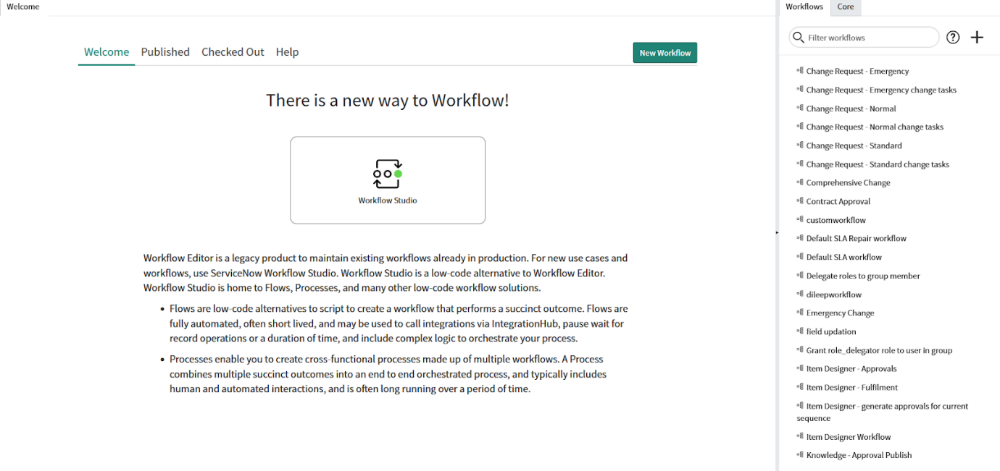 Welcome
Workflows Core
Welcome Published Checked Out Help
New Workflow
Filter workflows
There is a new way to Workflow!
Workflow Studio
Workflow Editor is a legacy product to maintain existing workflows already in production. For new use cases and
workflows, use ServiceNow Workflow Studio. Workflow Studio is a low-code alternative to Workflow Editor.
Workflow Studio is home to Flows, Processes, and many other low-code workflow solutions.
• Flows are low-code alternatives to script to create a workflow that performs a succinct outcome. Flows are
fully automated, often short lived, and may be used to call integrations via IntegrationHub, pause wait for
record operations or a duration of time, and include complex logic to orchestrate your process.
• Processes enable you to create cross-functional processes made up of multiple workflows. A Process
combines multiple succinct outcomes into an end to end orchestrated process, and typically includes
human and automated interactions, and is often long running over a period of time.
Change Request - Emergency
Change Request - Emergency change tasks
Change Request - Normal
Change Request - Normal change tasks
Change Request - Standard
Change Request - Standard change tasks
Comprehensive Change
Contract Approval
customworkflow
Default SLA Repair workflow
Default SLA workflow
Delegate roles to group member
dileepworkflow
Emergency Change
field updation
Grant role_delegator role to user in group
Item Designer - Approvals
Item Designer - Fulfilment
Item Designer - generate approvals for current
sequence
Item Designer Workflow
Knowledge - Approval Publish